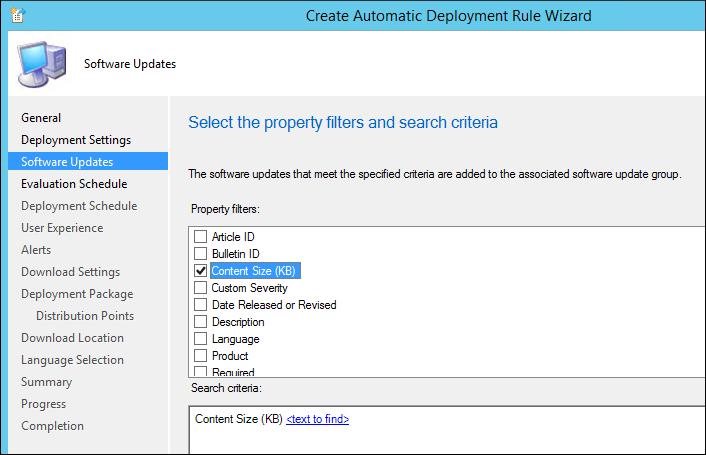 Create Automatic Deployment Rule Wizard
Software Updates
General
Deployment Settings
Software Updates
Evaluation Schedule
Deployment Schedule
User Experience
Alerts
Download Settings
Deployment Package
Distribution Points
Download Location
Language Selection
Summary
Progress
Completion
Select the property filters and search criteria
The software updates that meet the specified criteria are added to the associated software update group.
Property filters:
Article ID
Bulletin ID
Content Size (KB)
Custom Severity
Date Released or Revised
Description
Language
Product
Required
Search criteria:
Content Size (KB) <text to find>